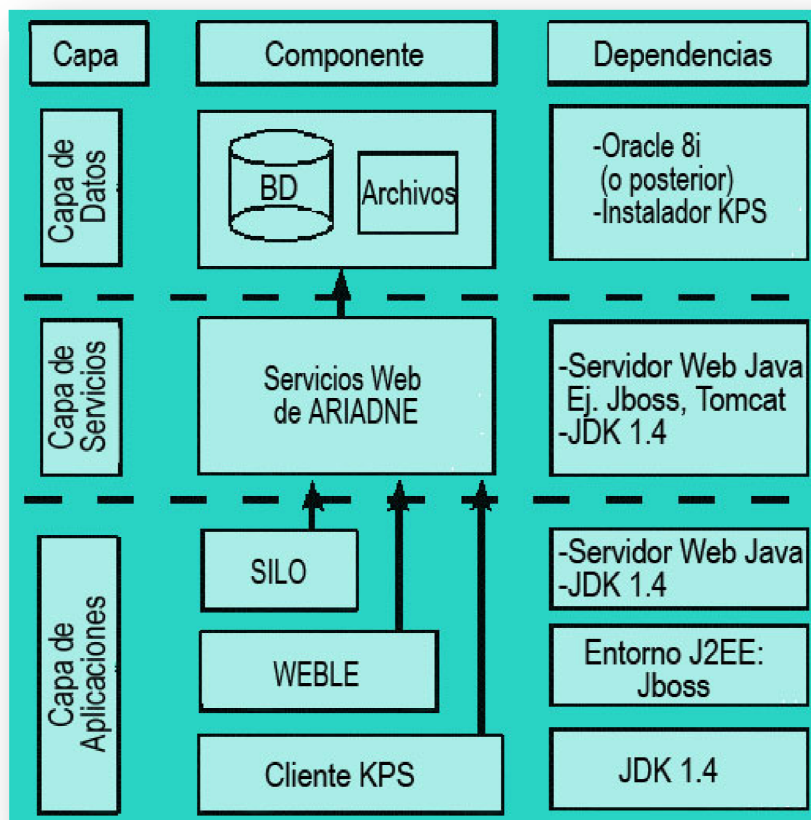 Capa
Componente
Dependencias
Capa de
Datos
BD
Archivos
-Oracle 8i
(o posterior)
-Instalador KPS
Capa de
Servicios
Servicios Web
de ARIADNE
-Servidor Web Java
Ej. Jboss, Tomcat
-JDK 1.4
Capa de
Aplicaciones
SILO
-Servidor Web Java
-JDK 1.4
WEBLE
Entorno J2EE:
Jboss
Cliente KPS
JDK 1.4